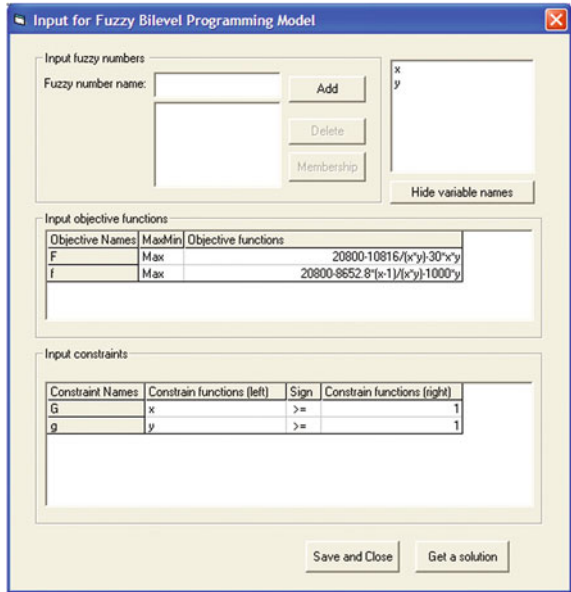 Input for Fuzzy Bilevel Programming Model
Input fuzzy numbers
Fuzzy number name:
Add
Delete
Membership
x
y
Hide variable names
Input objective functions
Objective Names MaxMin Objective functions
F Max 20800-10816/(x*y)-30*x*y
f Max 20800-8652.8*(x-1)/(x*y)-1000*y
Input constraints
Constraint Names Constrain functions (left) Sign Constrain functions (right)
G x >= 1
g y >= 1
Save and Close
Get a solution